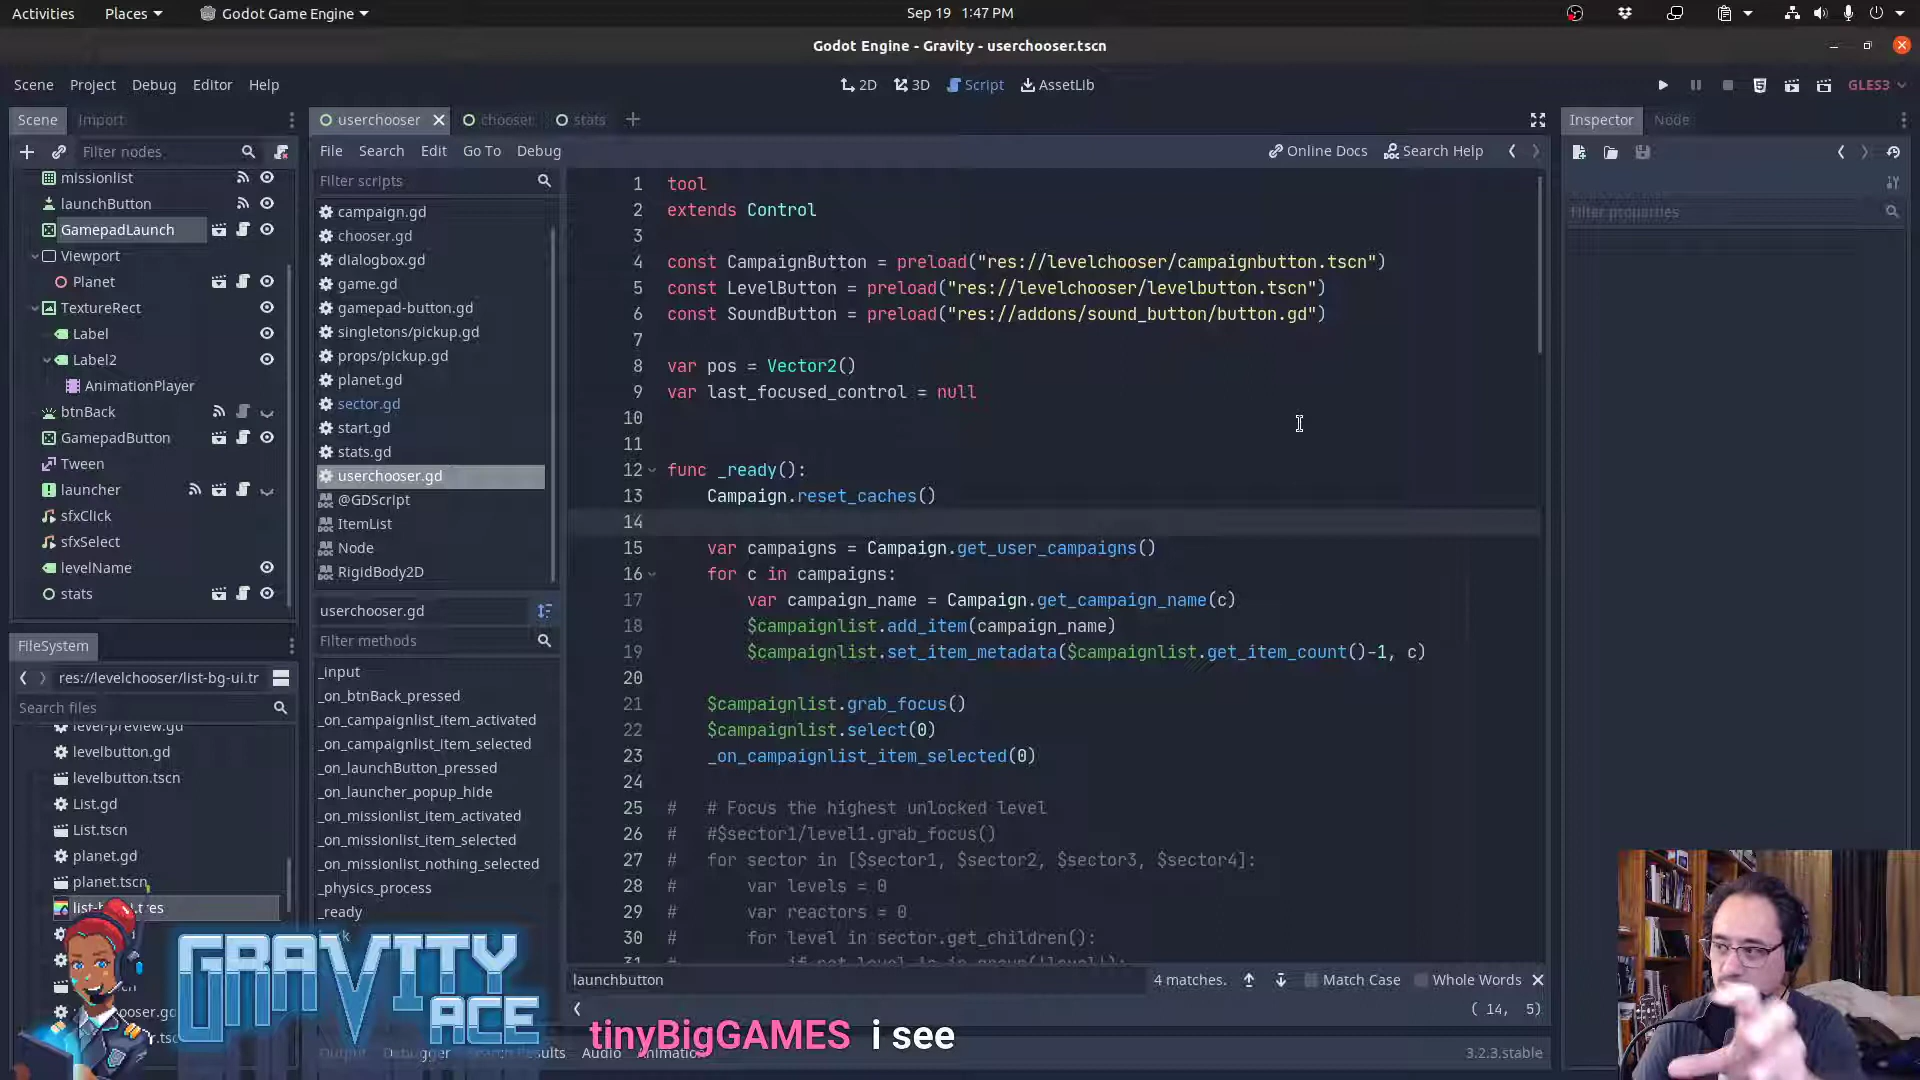 Activities Places Godot Game Engine Sep 19 1:47 PM
Godot Engine - Gravity - userchooser.tscn
Scene Project Debug Editor Help 2D 3D Script AssetLib GLES3
Scene Import
Filter nodes
missionlist
launchButton
GamepadLaunch
Viewport
Planet
TextureRect
Label
Label2
AnimationPlayer
btnBack
GamepadButton
Tween
launcher
sfxClick
sfxSelect
levelName
stats
FileSystem
res://levelchooser/list-bg-ui.tr
Search files
level-preview.gd
levelbutton.gd
levelbutton.tscn
List.gd
List.tscn
planet.gd
planet.tscn
userchooser chooser stats
File Search Edit Go To Debug Online Docs Search Help
Filter scripts
campaign.gd
chooser.gd
dialogbox.gd
game.gd
gamepad-button.gd
singletons/pickup.gd
props/pickup.gd
planet.gd
sector.gd
start.gd
stats.gd
userchooser.gd
@GDScript
ItemList
Node
RigidBody2D
userchooser.gd
Filter methods
_input
_on_btnBack_pressed
_on_campaignlist_item_activated
_on_campaignlist_item_selected
_on_launchButton_pressed
_on_launcher_popup_hide
_on_missionlist_item_activated
_on_missionlist_item_selected
_on_missionlist_nothing_selected
_physics_process
_ready
1 tool
2 extends Control
3
4 const CampaignButton = preload("res://levelchooser/campaignbutton.tscn")
5 const LevelButton = preload("res://levelchooser/levelbutton.tscn")
6 const SoundButton = preload("res://addons/sound_button/button.gd")
7
8 var pos = Vector2()
9 var last_focused_control = null
10
11
12 func _ready():
13 Campaign.reset_caches()
14
15 var campaigns = Campaign.get_user_campaigns()
16 for c in campaigns:
17 var campaign_name = Campaign.get_campaign_name(c)
18 $campaignlist.add_item(campaign_name)
19 $campaignlist.set_item_metadata($campaignlist.get_item_count()-1, c)
20
21 $campaignlist.grab_focus()
22 $campaignlist.select(0)
23 _on_campaignlist_item_selected(0)
24
25 # # Focus the highest unlocked level
26 # #$sector1/level1.grab_focus()
27 # for sector in [$sector1, $sector2, $sector3, $sector4]:
28 # var levels = 0
29 # var reactors = 0
30 # for level in sector.get_children():
launchbutton 4 matches. Match Case Whole Words
( 14, 5)
Audio 3.2.3.stable
Inspector Node
Filter properties
GRAVITY
ACE
tinyBigGAMES i see